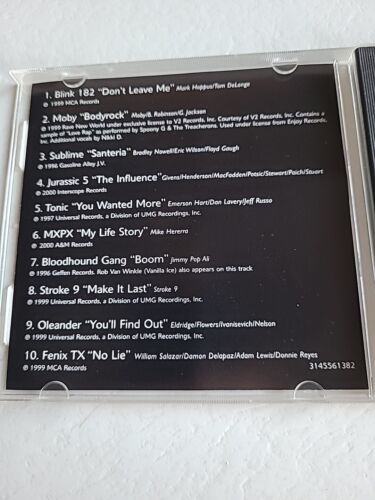 1. Blink 182 "Don't Leave Me" Mark Hoppus/Tom DeLonge
℗ 1999 MCA Records
2. Moby "Bodyrock" Moby/B. Robinson/G. Jackson
℗ 1999 Rave New World under exclusive license to V2 Records, Inc. Courtesy of V2 Records, Inc. Contains a
sample of "Love Rap" as performed by Spoony G & The Treacherons. Used under license from Enjoy Records,
Inc. Additional vocals by Nikki D.
3. Sublime "Santeria" Bradley Nowell/Eric Wilson/Floyd Gaugh
℗ 1996 Gasoline Alley J.V.
4. Jurassic 5 "The Influence" Givens/Henderson/MacFadden/Potsic/Stewart/Paich/Stuart
℗ 2000 Interscope Records
5. Tonic "You Wanted More" Emerson Hart/Dan Lavery/Jeff Russo
℗ 1997 Universal Records, a Division of UMG Recordings, Inc.
6. MXPX "My Life Story" Mike Hererra
℗ 2000 A&M Records
7. Bloodhound Gang "Boom" Jimmy Pop Ali
℗ 1996 Geffen Records. Rob Van Winkle (Vanilla Ice) also appears on this track
8. Stroke 9 "Make It Last" Stroke 9
℗ 1999 Universal Records, a Division of UMG Recordings, Inc.
9. Oleander "You'll Find Out" Eldridge/Flowers/Ivanisevich/Nelson
℗ 1999 Universal Records, a Division of UMG Recordings, Inc.
10. Fenix TX "No Lie" William Salazar/Damon Delapaz/Adam Lewis/Donnie Reyes
℗ 1999 MCA Records
3145561382